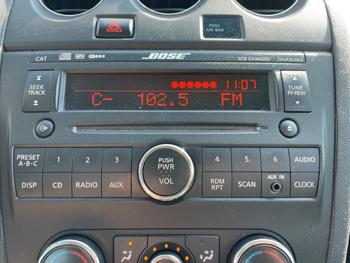 PASS
AIR BAG
CAT BOSE 6CD CHANGER
SEEK
TRACK
11:07
C- 102.5 FM
TUNE
FF·REW
PRESET
A·B·C
1 2 3
PUSH
PWR
VOL
4 5 6 AUDIO
DISP CD RADIO AUX
RDM
RPT
SCAN AUX IN CLOCK